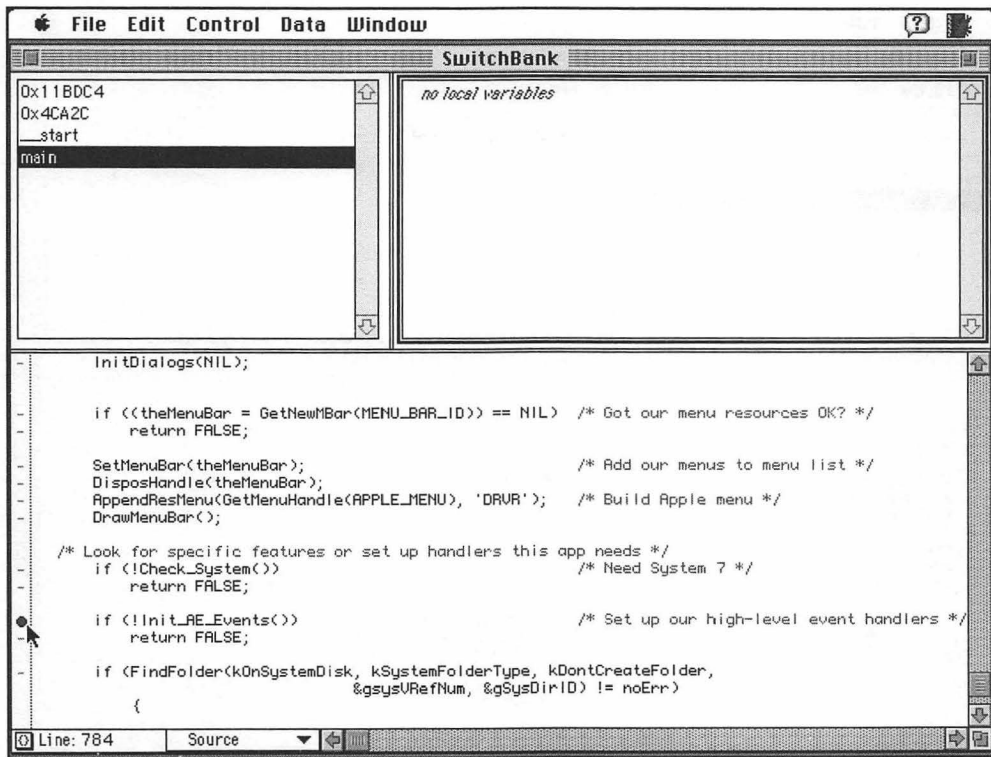 File Edit Control Data Window
SwitchBank
0x11BDC4
0x4CA2C
__start
main
no local variables
InitDialogs(NIL);
if ((theMenuBar = GetNewMBar(MENU_BAR_ID)) == NIL) /* Got our menu resources OK? */
return FALSE;
SetMenuBar(theMenuBar); /* Add our menus to menu list */
DisposHandle(theMenuBar);
AppendResMenu(GetMenuHandle(APPLE_MENU), 'DRVR'); /* Build Apple menu */
DrawMenuBar();
/* Look for specific features or set up handlers this app needs */
if (!Check_System()) /* Need System 7 */
return FALSE;
if (!Init_AE_Events()) /* Set up our high-level event handlers */
return FALSE;
if (FindFolder(kOnSystemDisk, kSystemFolderType, kDontCreateFolder,
&gsysVRefNum, &gSysDirID) != noErr)
{
Line: 784 Source